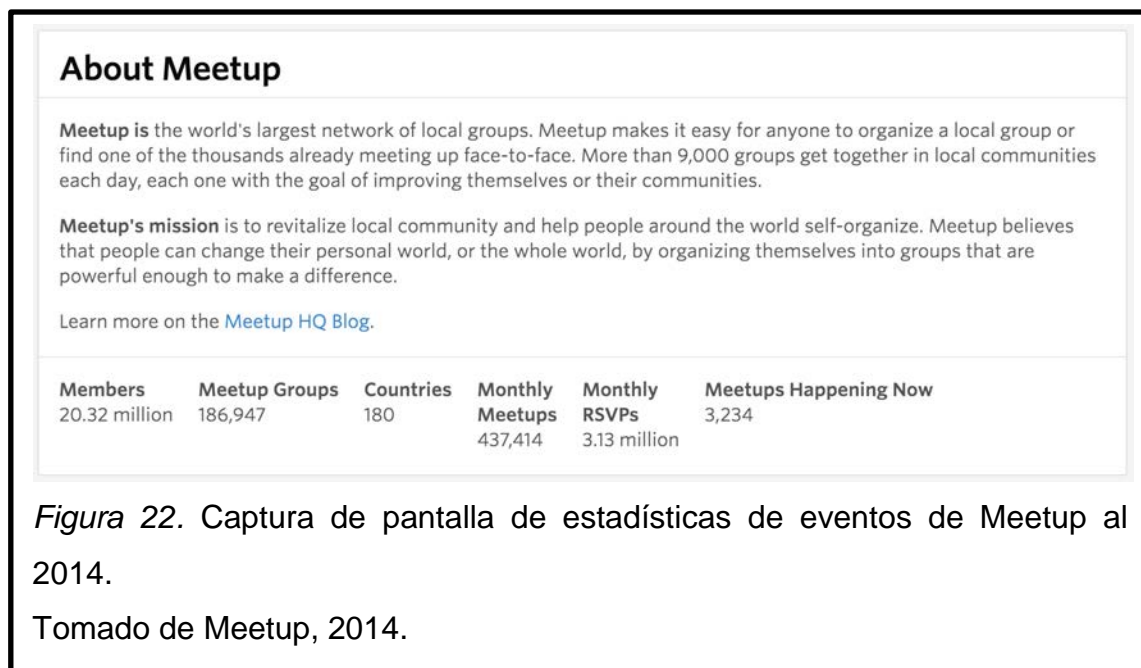 About Meetup
Meetup is the world's largest network of local groups. Meetup makes it easy for anyone to organize a local group or
find one of the thousands already meeting up face-to-face. More than 9,000 groups get together in local communities
each day, each one with the goal of improving themselves or their communities.
Meetup's mission is to revitalize local community and help people around the world self-organize. Meetup believes
that people can change their personal world, or the whole world, by organizing themselves into groups that are
powerful enough to make a difference.
Learn more on the Meetup HQ Blog.
Members
20.32 million
Meetup Groups
186,947
Countries
180
Monthly
Meetups
437,414
Monthly
RSVPs
3.13 million
Meetups Happening Now
3,234
Figura 22. Captura de pantalla de estadísticas de eventos de Meetup al
2014.
Tomado de Meetup, 2014.